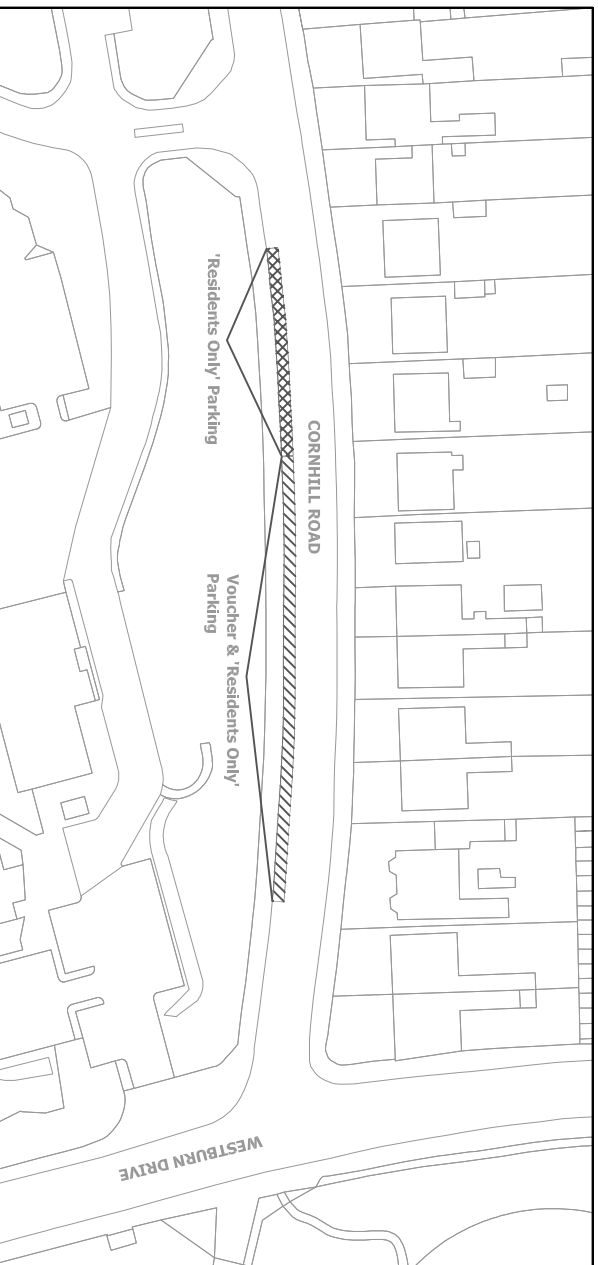 CORNHILL ROAD
'Residents Only' Parking
Voucher & 'Residents Only'
Parking
WESTBURN DRIVE